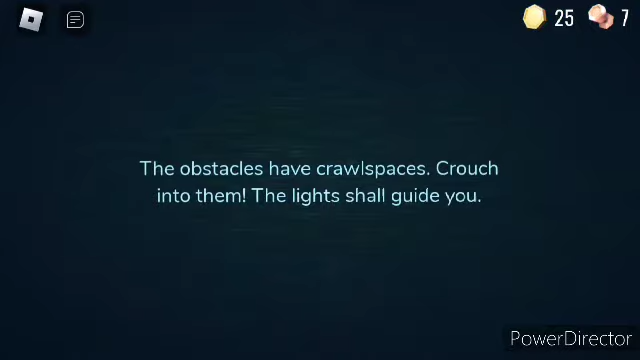 25
7
The obstacles have crawlspaces. Crouch
into them! The lights shall guide you.
PowerDirector